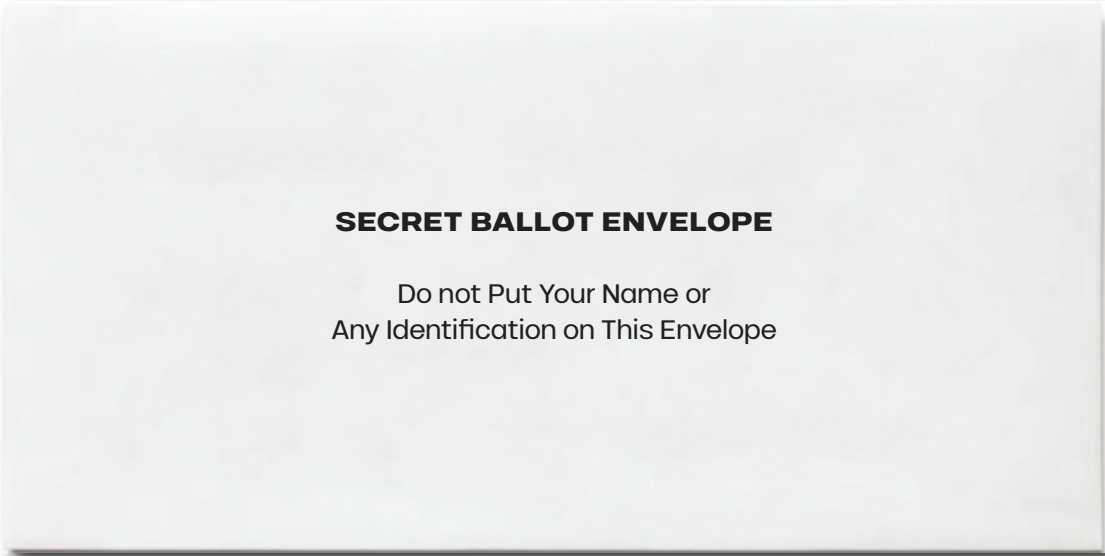 SECRET BALLOT ENVELOPE
Do not Put Your Name or
Any Identification on This Envelope